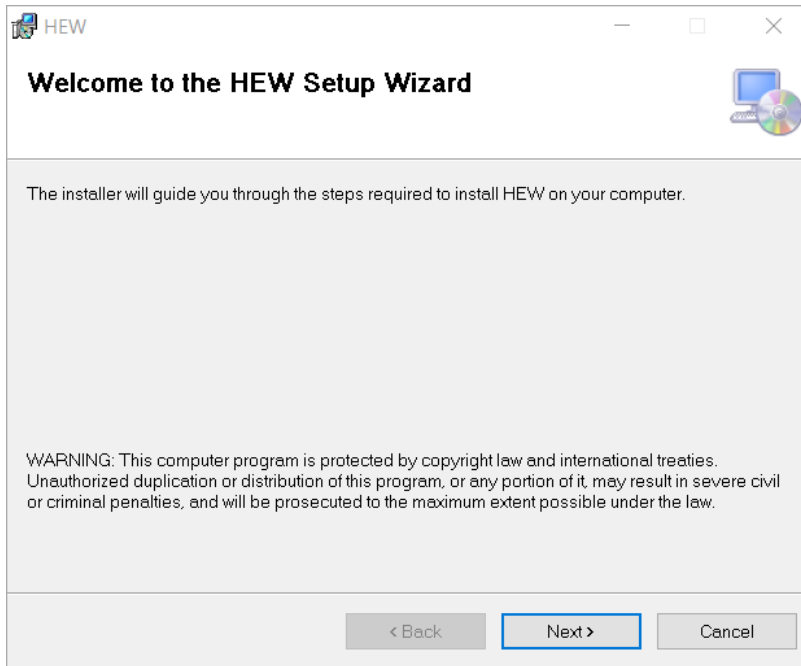 HEW
Welcome to the HEW Setup Wizard
The installer will guide you through the steps required to install HEW on your computer.
WARNING: This computer program is protected by copyright law and international treaties.
Unauthorized duplication or distribution of this program, or any portion of it, may result in severe civil
or criminal penalties, and will be prosecuted to the maximum extent possible under the law.
< Back Next > Cancel